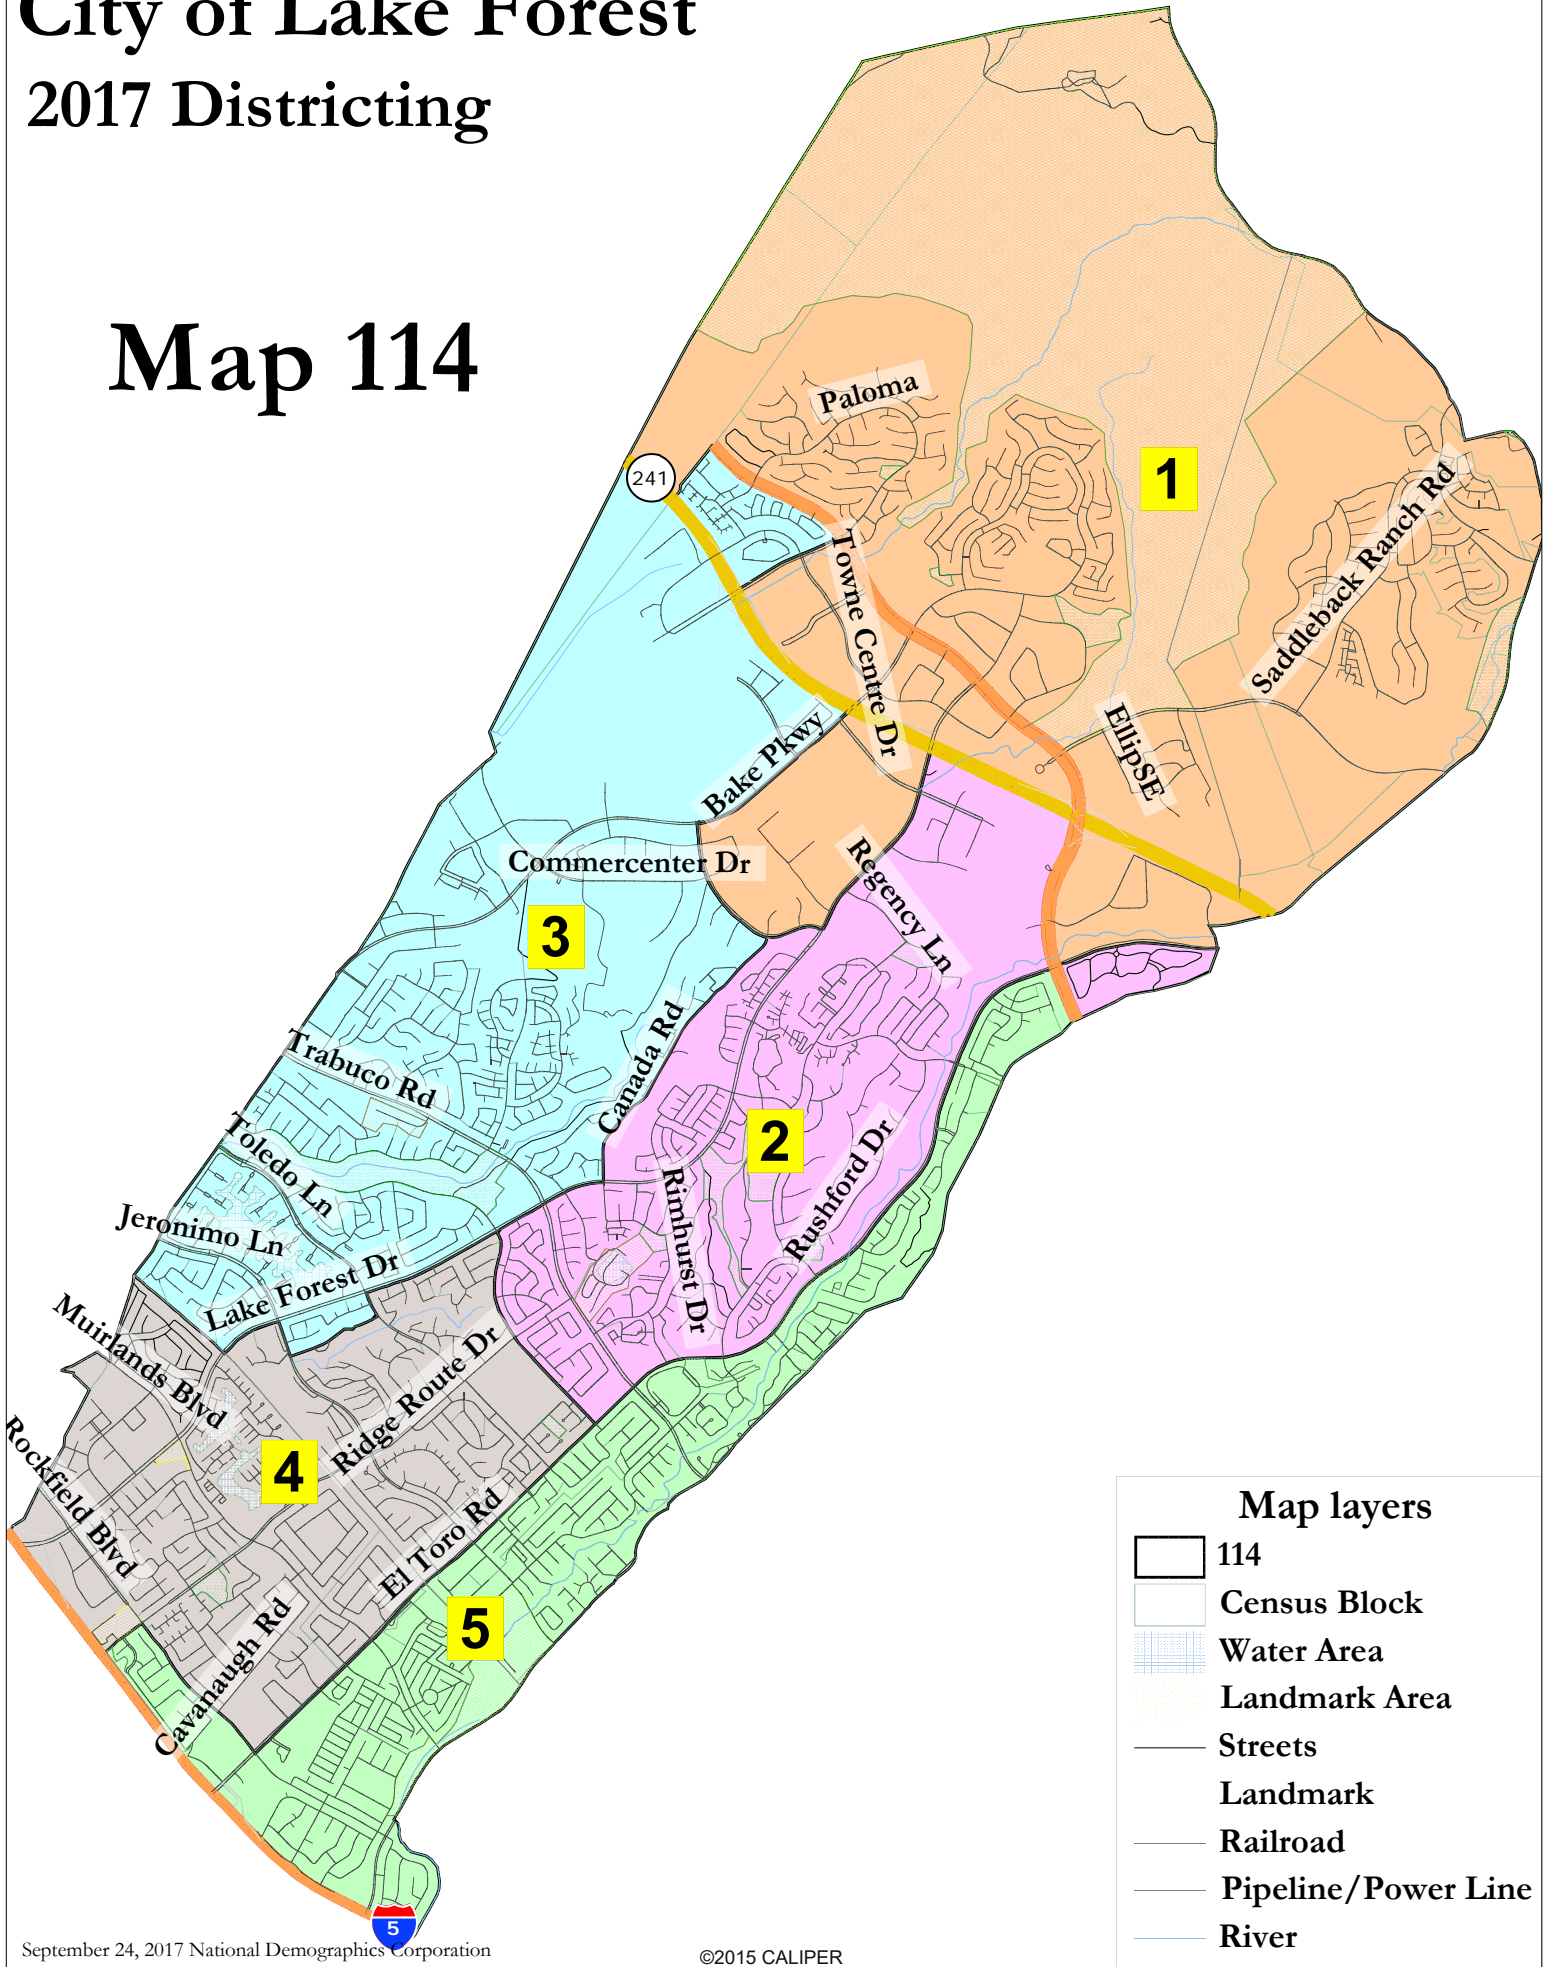 City of Lake Forest
2017 Districting
Map 114
Paloma
241
1
Saddleback Ranch Rd
Towne Centre Dr
EllipSE
Bake Pkwy
Commercenter Dr
Regency Ln
3
Canada Rd
Trabuco Rd
Toledo Ln
2
Rushford Dr
Rimhurst Dr
Jeronimo Ln
Lake Forest Dr
Muirlands Blvd
Ridge Route Dr
Rockfield Blvd
4
El Toro Rd
5
Cavanaugh Rd
5
Map layers
114
Census Block
Water Area
Landmark Area
Streets
Landmark
Railroad
Pipeline/Power Line
River
September 24, 2017 National Demographics Corporation
©2015 CALIPER